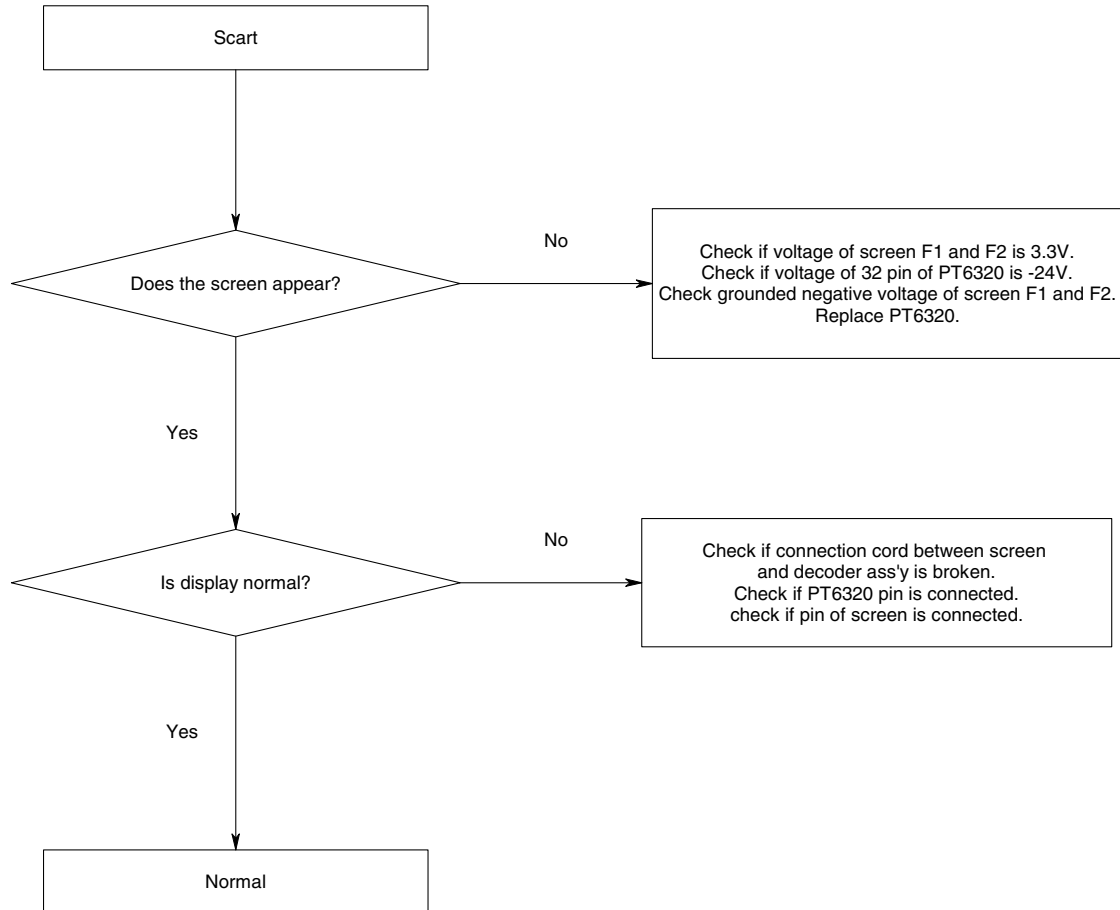 Scart
Does the screen appear?
No
Check if voltage of screen F1 and F2 is 3.3V.
Check if voltage of 32 pin of PT6320 is -24V.
Check grounded negative voltage of screen F1 and F2.
Replace PT6320.
Yes
Is display normal?
No
Check if connection cord between screen
and decoder ass'y is broken.
Check if PT6320 pin is connected.
check if pin of screen is connected.
Yes
Normal